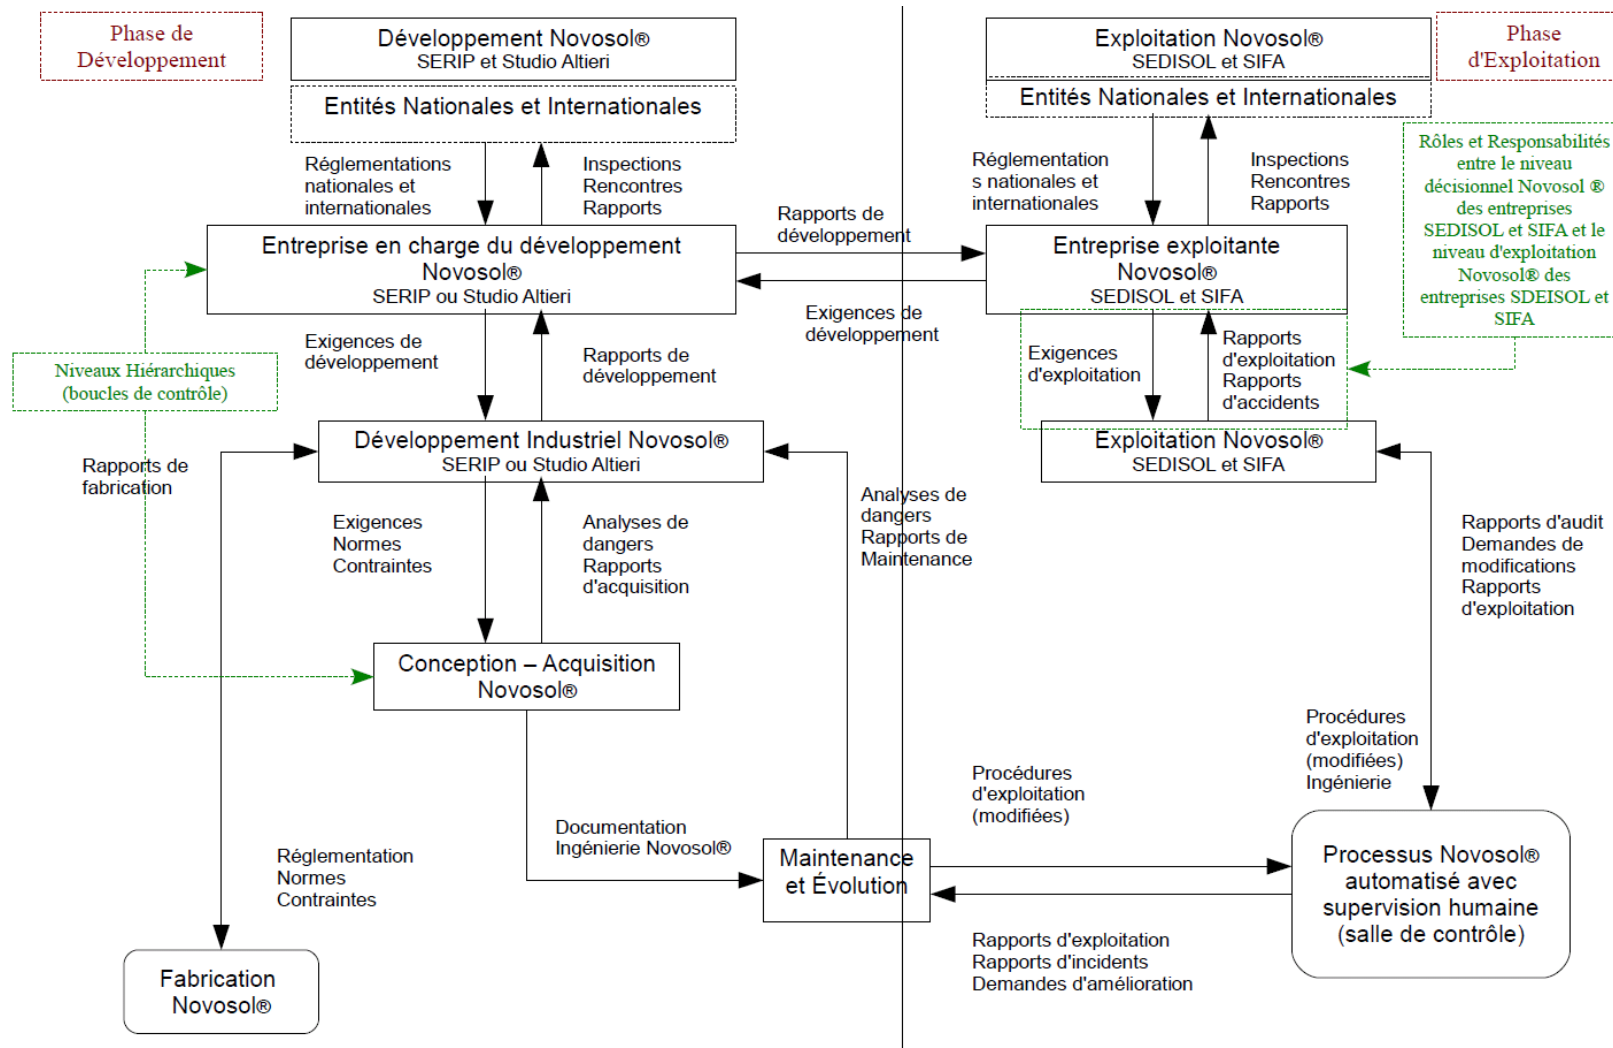 Phase de
Développement
Développement Novosol®
SERIP et Studio Altieri
Entités Nationales et Internationales
Exploitation Novosol®
SEDISOL et SIFA
Entités Nationales et Internationales
Phase
d'Exploitation
Réglementations
nationales et
internationales
Inspections
Rencontres
Rapports
Réglementation
s nationales et
internationales
Inspections
Rencontres
Rapports
Rôles et Responsabilités
entre le niveau
décisionnel Novosol ®
des entreprises
SEDISOL et SIFA et le
niveau d'exploitation
Novosol® des
entreprises SDEISOL et
SIFA
Entreprise en charge du développement
Novosol®
SERIP ou Studio Altieri
Rapports de
développement
Exigences de
développement
Entreprise exploitante
Novosol®
SEDISOL et SIFA
Niveaux Hiérarchiques
(boucles de contrôle)
Exigences de
développement
Rapports de
développement
Exigences
d'exploitation
Rapports
d'exploitation
Rapports
d'accidents
Développement Industriel Novosol®
SERIP ou Studio Altieri
Exploitation Novosol®
SEDISOL et SIFA
Rapports de
fabrication
Exigences
Normes
Contraintes
Analyses de
dangers
Rapports
d'acquisition
Analyses de
dangers
Rapports de
Maintenance
Rapports d'audit
Demandes de
modifications
Rapports
d'exploitation
Conception – Acquisition
Novosol®
Procédures
d'exploitation
(modifiées)
Ingénierie
Procédures
d'exploitation
(modifiées)
Documentation
Ingénierie Novosol®
Réglementation
Normes
Contraintes
Maintenance
et Évolution
Processus Novosol®
automatisé avec
supervision humaine
(salle de contrôle)
Rapports d'exploitation
Rapports d'incidents
Demandes d'amélioration
Fabrication
Novosol®